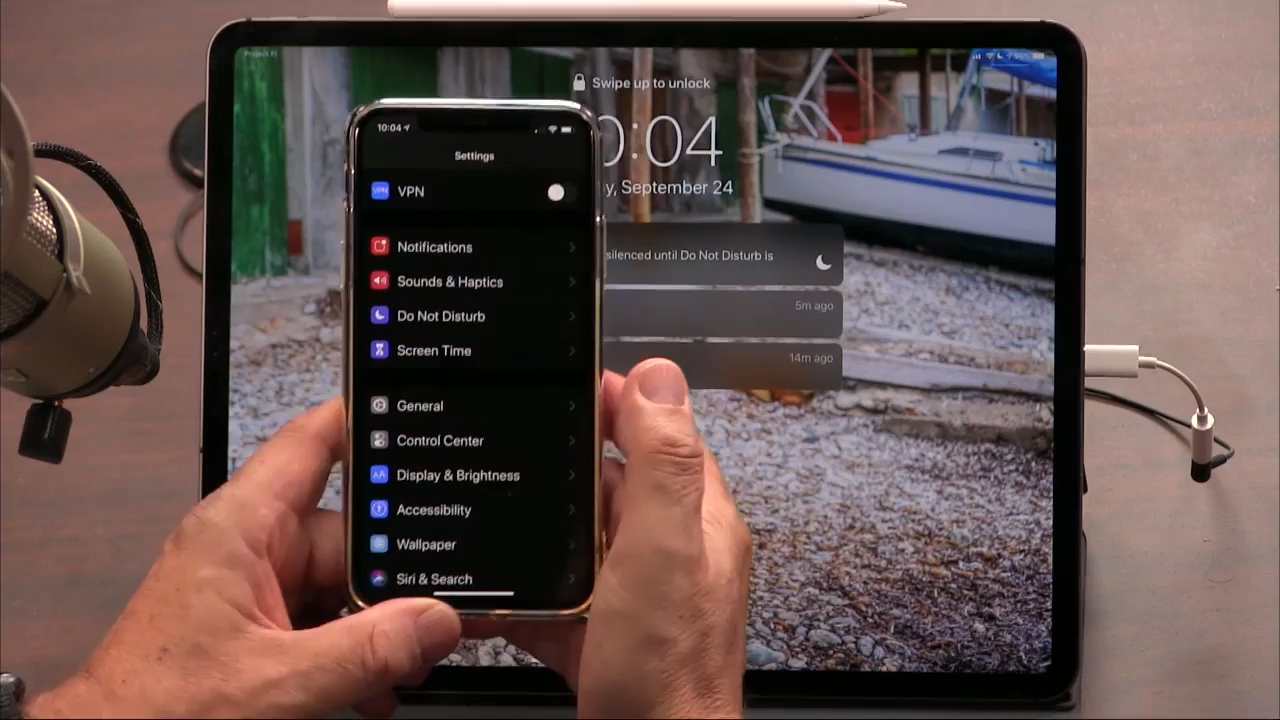 Swipe up to unlock
0:04
y, September 24
silenced until Do Not Disturb is
5m ago
14m ago
10:04
Settings
VPN
VPN
Notifications
Sounds & Haptics
Do Not Disturb
Screen Time
General
Control Center
AA
Display & Brightness
Accessibility
Wallpaper
Siri & Search